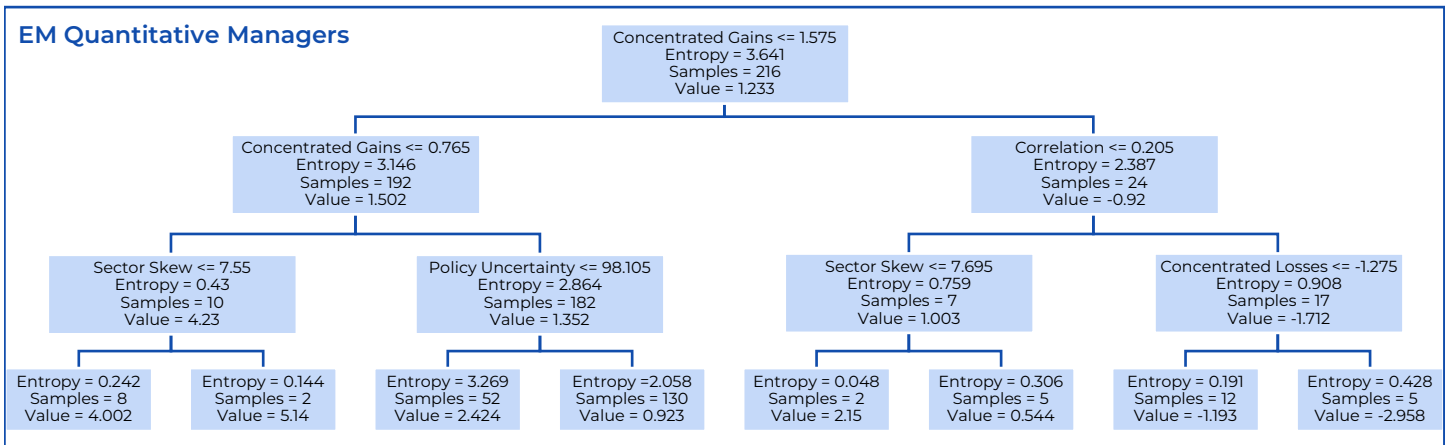 EM Quantitative Managers
Concentrated Gains <= 1.575
Entropy = 3.641
Samples = 216
Value = 1.233
Concentrated Gains <= 0.765
Entropy = 3.146
Samples = 192
Value = 1.502
Correlation <= 0.205
Entropy = 2.387
Samples = 24
Value = -0.92
Sector Skew <= 7.55
Entropy = 0.43
Samples = 10
Value = 4.23
Policy Uncertainty <= 98.105
Entropy = 2.864
Samples = 182
Value = 1.352
Sector Skew <= 7.695
Entropy = 0.759
Samples = 7
Value = 1.003
Concentrated Losses <= -1.275
Entropy = 0.908
Samples = 17
Value = -1.712
Entropy = 0.242
Samples = 8
Value = 4.002
Entropy = 0.144
Samples = 2
Value = 5.14
Entropy = 3.269
Samples = 52
Value = 2.424
Entropy =2.058
Samples = 130
Value = 0.923
Entropy = 0.048
Samples = 2
Value = 2.15
Entropy = 0.306
Samples = 5
Value = 0.544
Entropy = 0.191
Samples = 12
Value = -1.193
Entropy = 0.428
Samples = 5
Value = -2.958